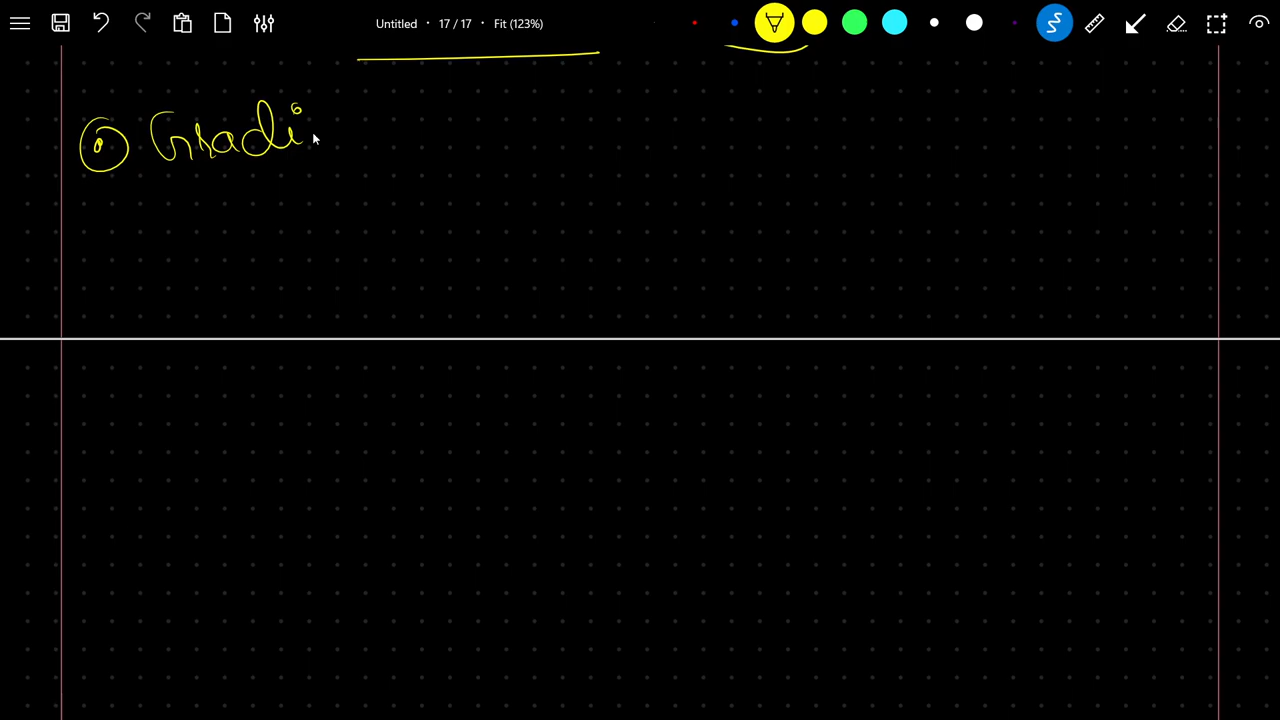 Untitled • 17 / 17 • Fit (123%)
Gradi